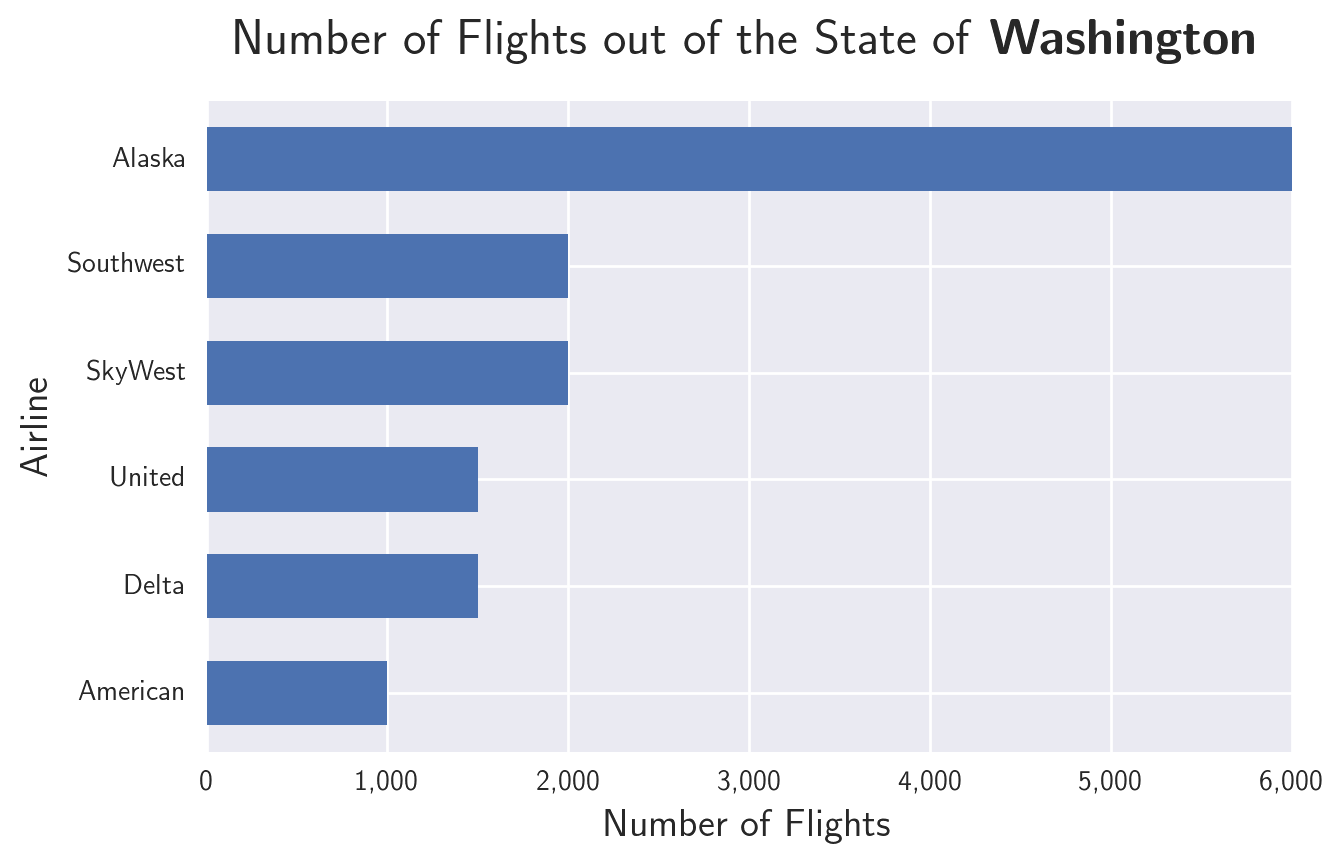 Number of Flights out of the State of Washington
Alaska
Southwest
SkyWest
United
Delta
American
Airline
0 1,000 2,000 3,000 4,000 5,000 6,000
Number of Flights